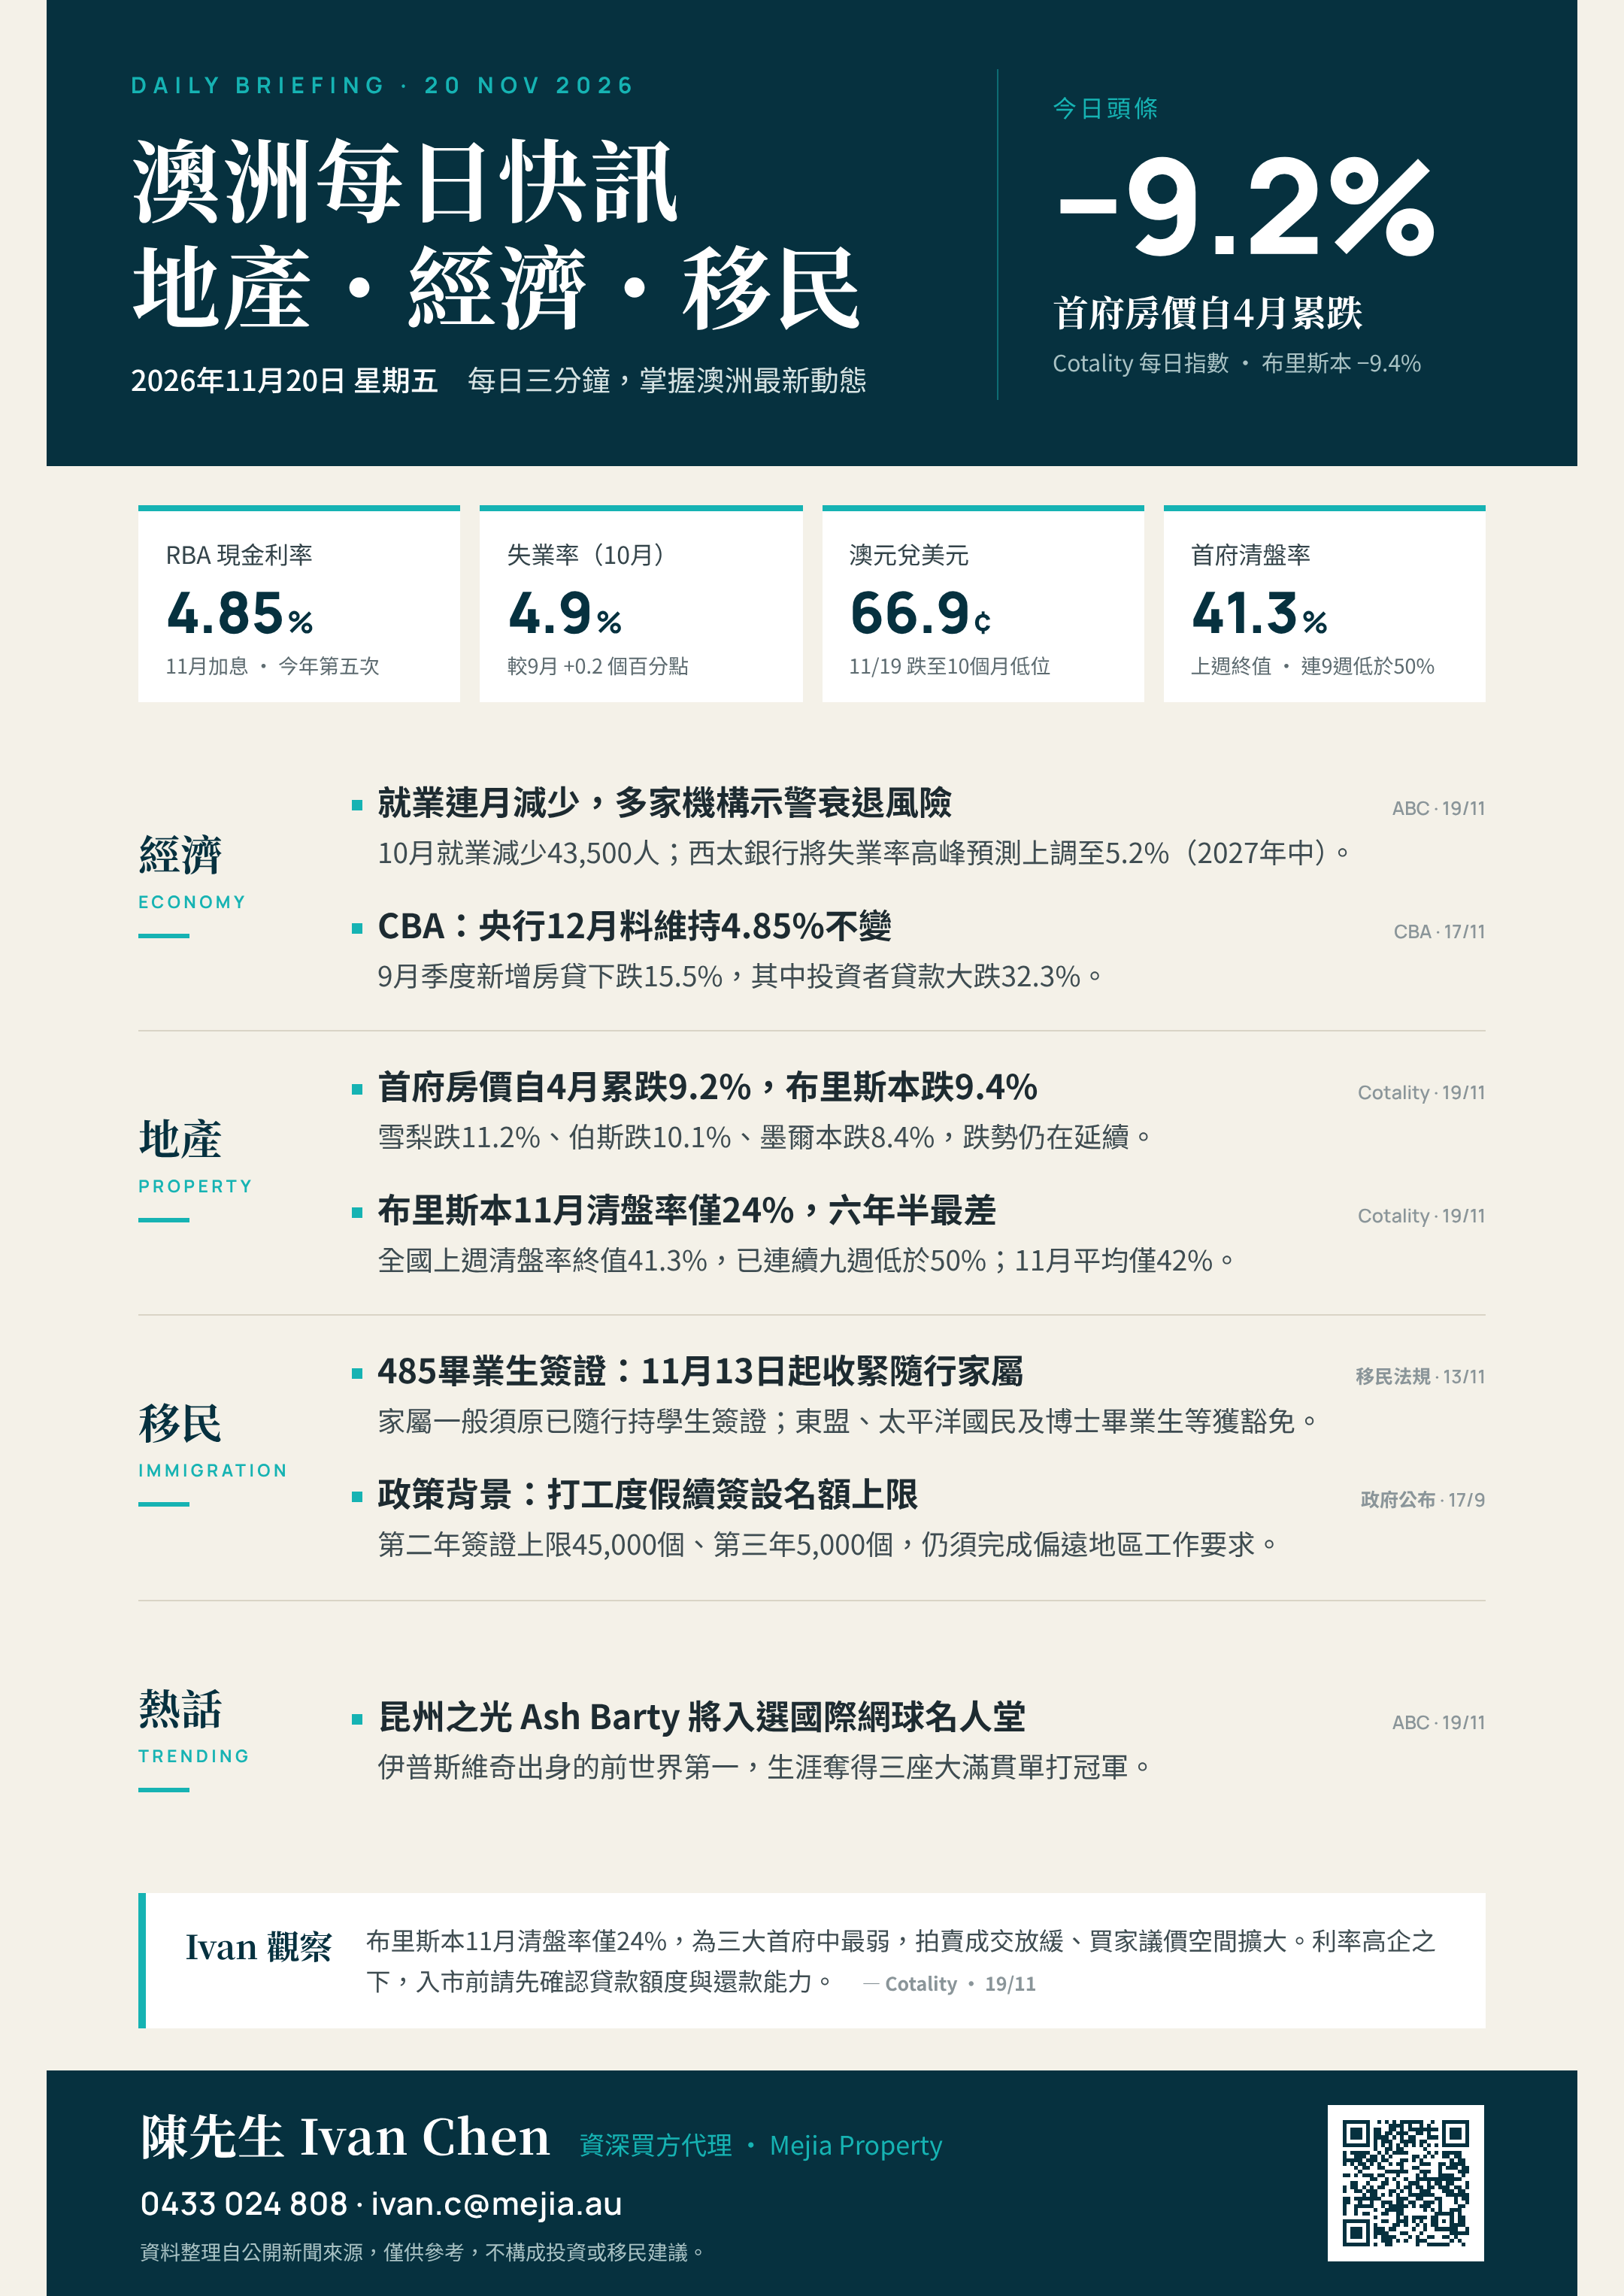 DAILY BRIEFING · 20 NOV 2026
澳洲每日快訊
地產・經濟・移民
2026年11月20日 星期五 每日三分鐘，掌握澳洲最新動態
今日頭條
−9.2%
首府房價自4月累跌
Cotality 每日指數 ・ 布里斯本 −9.4%
RBA 現金利率
4.85%
11月加息 ・ 今年第五次
失業率（10月）
4.9%
較9月 +0.2 個百分點
澳元兌美元
66.9¢
11/19 跌至10個月低位
首府清盤率
41.3%
上週終值 ・ 連9週低於50%
經濟
ECONOMY
就業連月減少，多家機構示警衰退風險
ABC · 19/11
10月就業減少43,500人；西太銀行將失業率高峰預測上調至5.2%（2027年中）。
CBA：央行12月料維持4.85%不變
CBA · 17/11
9月季度新增房貸下跌15.5%，其中投資者貸款大跌32.3%。
地產
PROPERTY
首府房價自4月累跌9.2%，布里斯本跌9.4%
Cotality · 19/11
雪梨跌11.2%、伯斯跌10.1%、墨爾本跌8.4%，跌勢仍在延續。
布里斯本11月清盤率僅24%，六年半最差
Cotality · 19/11
全國上週清盤率終值41.3%，已連續九週低於50%；11月平均僅42%。
移民
IMMIGRATION
485畢業生簽證：11月13日起收緊隨行家屬
移民法規 · 13/11
家屬一般須原已隨行持學生簽證；東盟、太平洋國民及博士畢業生等獲豁免。
政策背景：打工度假續簽設名額上限
政府公布 · 17/9
第二年簽證上限45,000個、第三年5,000個，仍須完成偏遠地區工作要求。
熱話
TRENDING
昆州之光 Ash Barty 將入選國際網球名人堂
ABC · 19/11
伊普斯維奇出身的前世界第一，生涯奪得三座大滿貫單打冠軍。
Ivan 觀察
布里斯本11月清盤率僅24%，為三大首府中最弱，拍賣成交放緩、買家議價空間擴大。利率高企之
下，入市前請先確認貸款額度與還款能力。 — Cotality ・ 19/11
陳先生 Ivan Chen 資深買方代理 ・ Mejia Property
0433 024 808 · ivan.c@mejia.au
資料整理自公開新聞來源，僅供參考，不構成投資或移民建議。